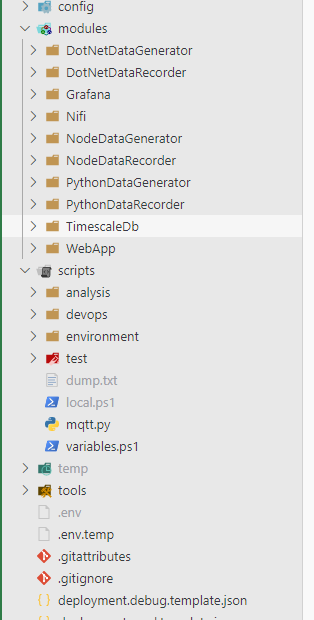 config
modules
DotNetDataGenerator
DotNetDataRecorder
Grafana
Nifi
NodeDataGenerator
NodeDataRecorder
PythonDataGenerator
PythonDataRecorder
TimescaleDb
WebApp
scripts
analysis
devops
environment
test
dump.txt
local.ps1
mqtt.py
variables.ps1
temp
tools
.env
.env.temp
.gitattributes
.gitignore
deployment.debug.template.json